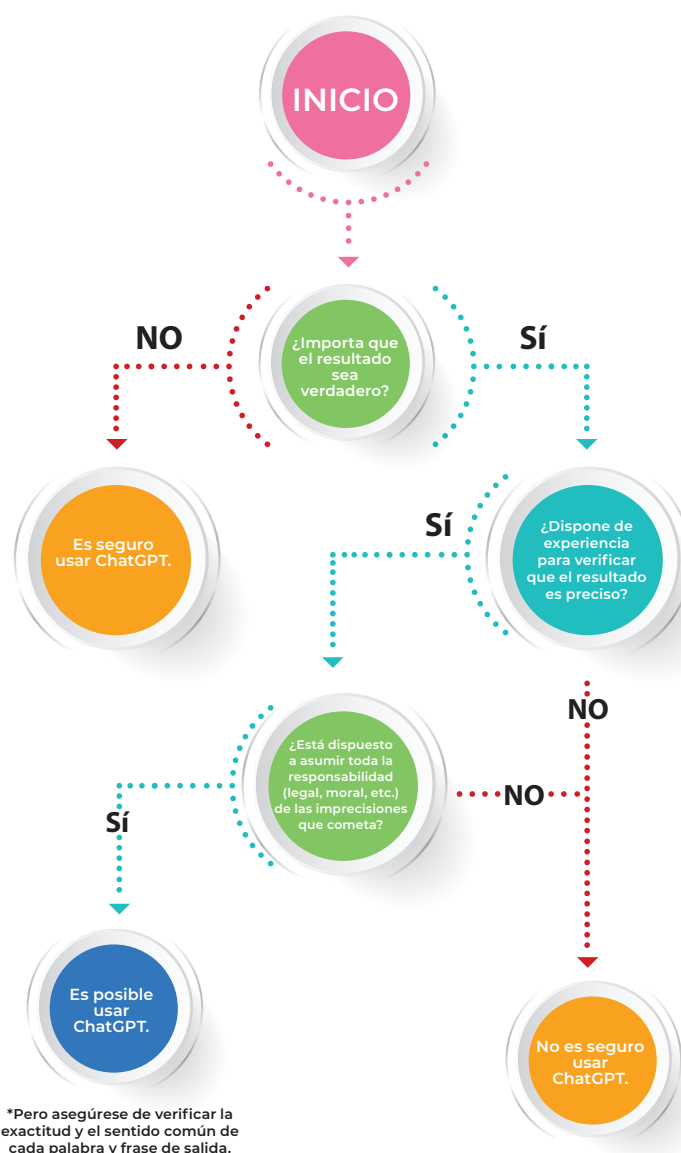 INICIO
¿Importa que
el resultado
sea
verdadero?
NO
Sí
Es seguro
usar ChatGPT.
¿Dispone de
experiencia
para verificar
que el resultado
es preciso?
Sí
NO
¿Está dispuesto
a asumir toda la
responsabilidad
(legal, moral, etc.)
de las imprecisiones
que cometa?
NO
Sí
Es posible
usar
ChatGPT.
No es seguro
usar
ChatGPT.
*Pero asegúrese de verificar la
exactitud y el sentido común de
cada palabra y frase de salida.